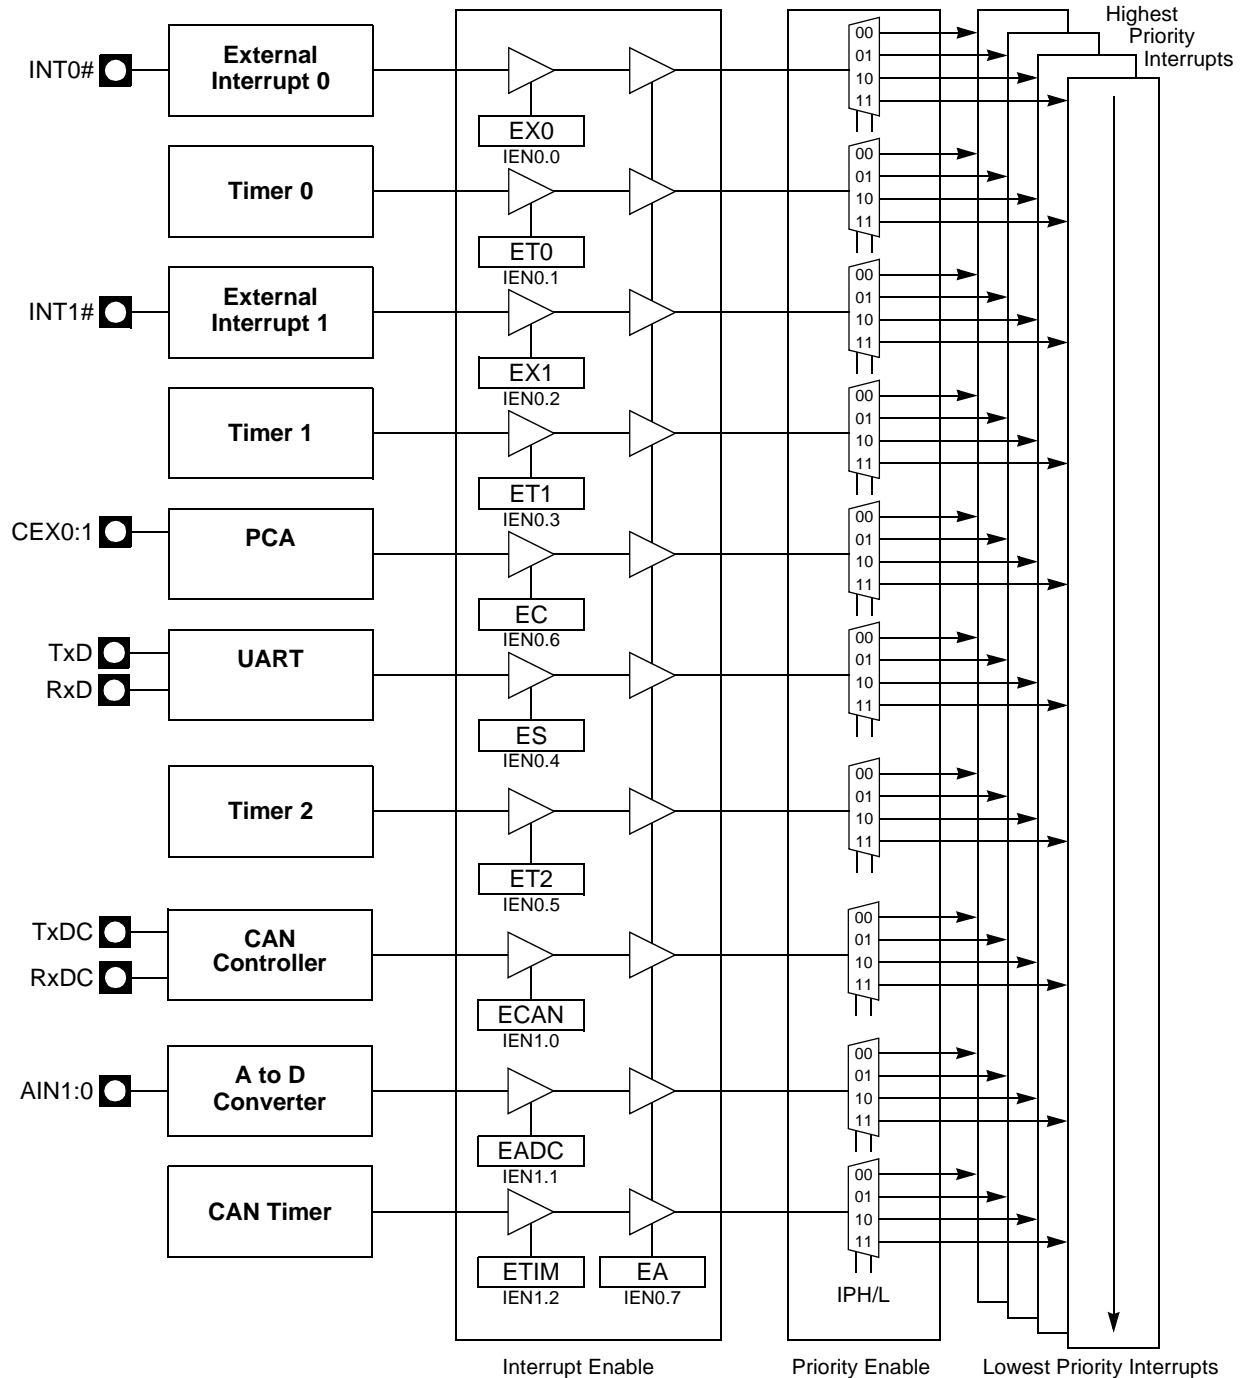 Highest
Priority
Interrupts
INT0#
External
Interrupt 0
EX0
IEN0.0
00
01
10
11
Timer 0
ET0
IEN0.1
00
01
10
11
INT1#
External
Interrupt 1
EX1
IEN0.2
00
01
10
11
Timer 1
ET1
IEN0.3
00
01
10
11
CEX0:1
PCA
EC
IEN0.6
00
01
10
11
TxD
RxD
UART
ES
IEN0.4
00
01
10
11
Timer 2
ET2
IEN0.5
00
01
10
11
TxDC
RxDC
CAN
Controller
ECAN
IEN1.0
00
01
10
11
AIN1:0
A to D
Converter
EADC
IEN1.1
00
01
10
11
CAN Timer
ETIM
IEN1.2
EA
IEN0.7
00
01
10
11
IPH/L
Interrupt Enable
Priority Enable
Lowest Priority Interrupts